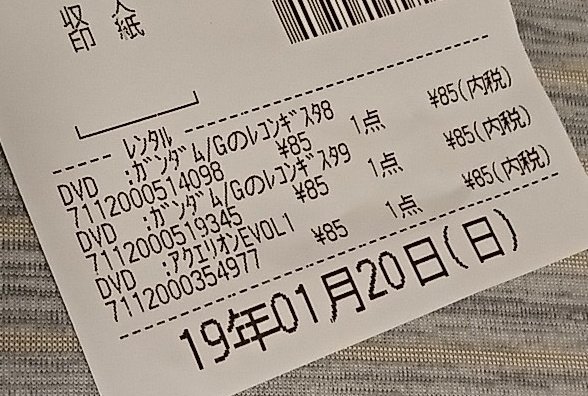 収入
印紙
レンタル
DVD :ガンダム/Gのレコンギスタ8
7112000514098 ¥85 1点 ¥85(内税)
DVD :ガンダム/Gのレコンギスタ9
7112000519345 ¥85 1点 ¥85(内税)
DVD :アクエリオンEVOL1
7112000354977 ¥85 1点 ¥85(内税)
19年01月20日(日)